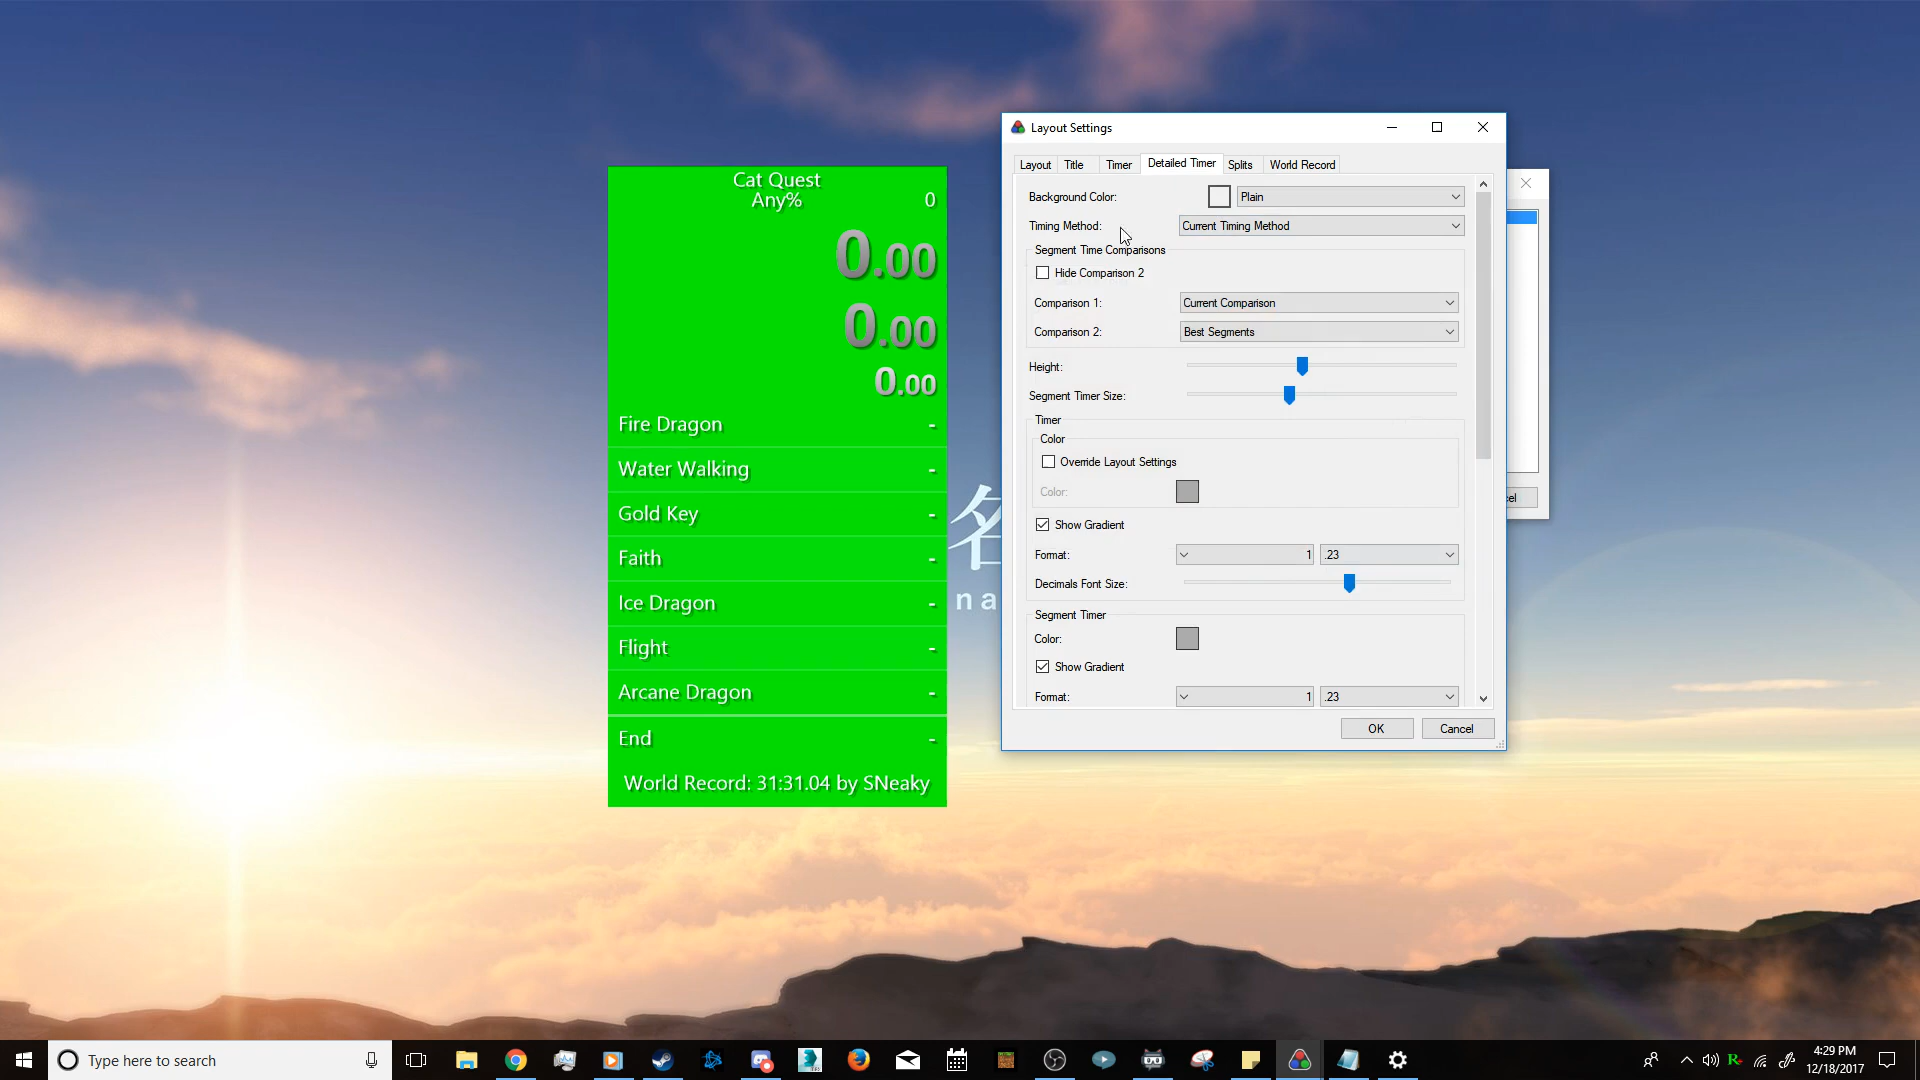 Cat Quest
Any%
0
0.00
0.00
0.00
Fire Dragon -
Water Walking -
Gold Key -
Faith -
Ice Dragon -
Flight -
Arcane Dragon -
End -
World Record: 31:31.04 by SNeaky
名
na
Layout Settings
Layout Title Timer Detailed Timer Splits World Record
Background Color: Plain
Timing Method: Current Timing Method
Segment Time Comparisons
Hide Comparison 2
Comparison 1: Current Comparison
Comparison 2: Best Segments
Height:
Segment Timer Size:
Timer
Color
Override Layout Settings
Color:
Show Gradient
Format: 1 .23
Decimals Font Size:
Segment Timer
Color:
Show Gradient
Format: 1 .23
OK Cancel
cel
Type here to search
4:29 PM
12/18/2017